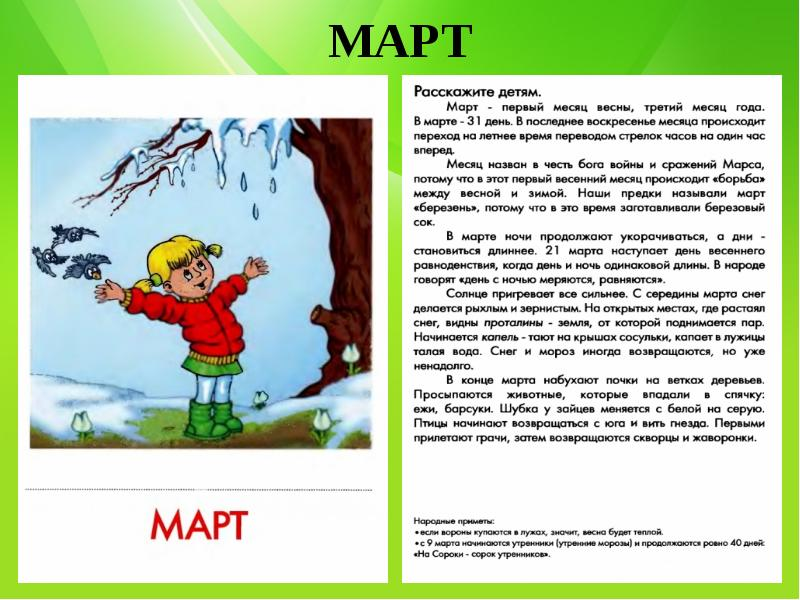 МАРТ
МАРТ
Расскажите детям.
Март - первый месяц весны, третий месяц года.
В марте - 31 день. В последнее воскресенье месяца происходит
переход на летнее время переводом стрелок часов на один час
вперед.
Месяц назван в честь бога войны и сражений Марса,
потому что в этот первый весенний месяц происходит «борьба»
между весной и зимой. Наши предки называли март
«березень», потому что в это время заготавливали березовый
сок.
В марте ночи продолжают укорачиваться, а дни -
становиться длиннее. 21 марта наступает день весеннего
равноденствия, когда день и ночь одинаковой длины. В народе
говорят «день с ночью меряются, равняются».
Солнце пригревает все сильнее. С середины марта снег
делается рыхлым и зернистым. На открытых местах, где растаял
снег, видны проталины - земля, от которой поднимается пар.
Начинается капель - тают на крышах сосульки, капает в лужицы
талая вода. Снег и мороз иногда возвращаются, но уже
ненадолго.
В конце марта набухают почки на ветках деревьев.
Просыпаются животные, которые впадали в спячку:
ежи, барсуки. Шубка у зайцев меняется с белой на серую.
Птицы начинают возвращаться с юга и вить гнезда. Первыми
прилетают грачи, затем возвращаются скворцы и жаворонки.
Народные приметы:
•если вороны купаются в лужах, значит, весна будет теплой.
•с 9 марта начинаются утренники (утренние морозы) и продолжаются ровно 40 дней:
«На Сороки - сорок утренников».